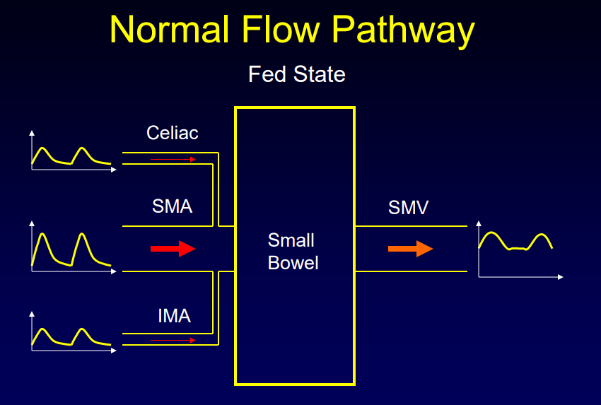 Normal Flow Pathway
Fed State
Celiac
SMA
SMV
Small
Bowel
IMA